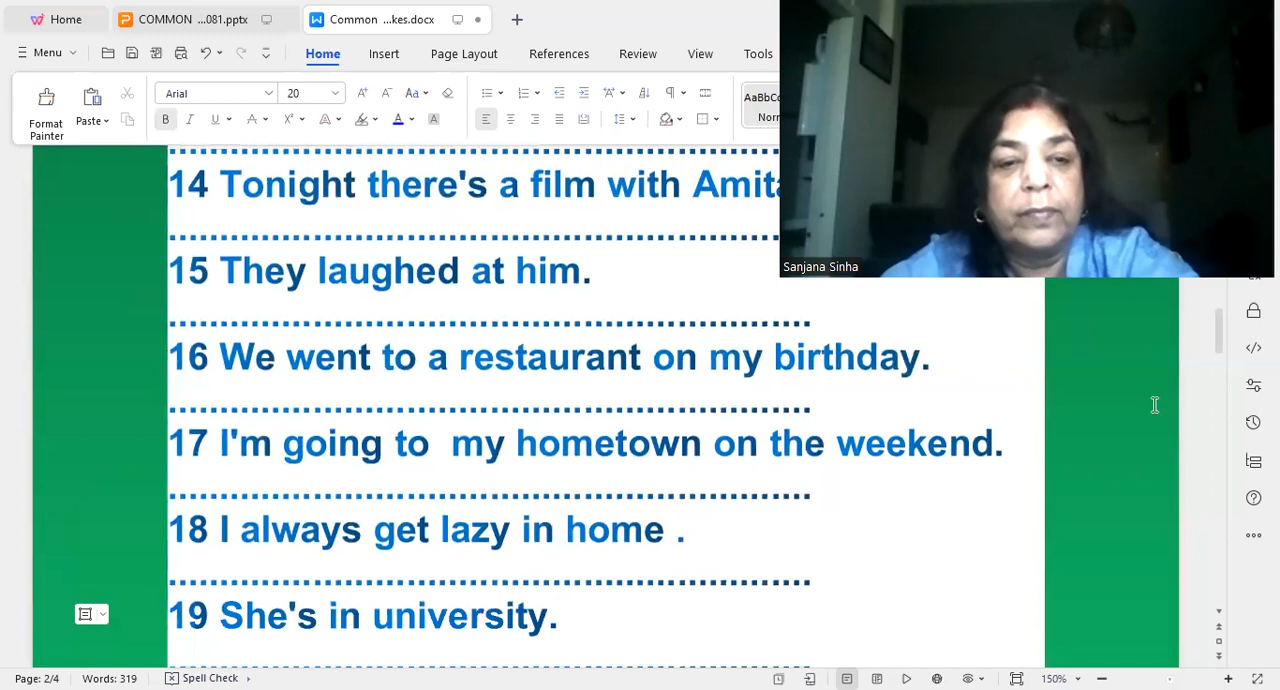 Home
COMMON ...081.pptx
Common ...kes.docx
Menu
Home
Insert
Page Layout
References
Review
View
Tools
Format
Painter
Paste
Arial
20
AaBbCc
Norr
Sanjana Sinha
14 Tonight there's a film with Amita
15 They laughed at him.
16 We went to a restaurant on my birthday.
17 I'm going to my hometown on the weekend.
18 I always get lazy in home .
19 She's in university.
Page: 2/4
Words: 319
Spell Check
150%